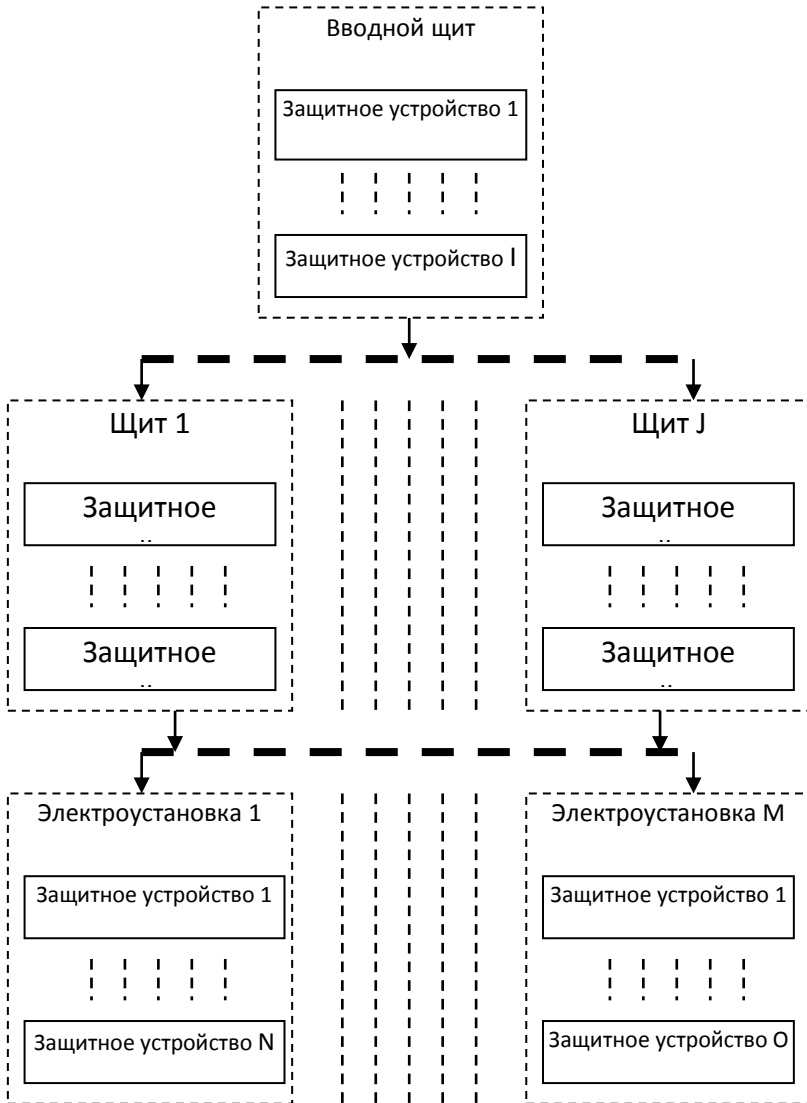 Вводной щит
Защитное устройство 1
Защитное устройство I
Щит 1
Щит J
Защитное
Защитное
Защитное
Защитное
Электроустановка 1
Электроустановка M
Защитное устройство 1
Защитное устройство 1
Защитное устройство N
Защитное устройство O